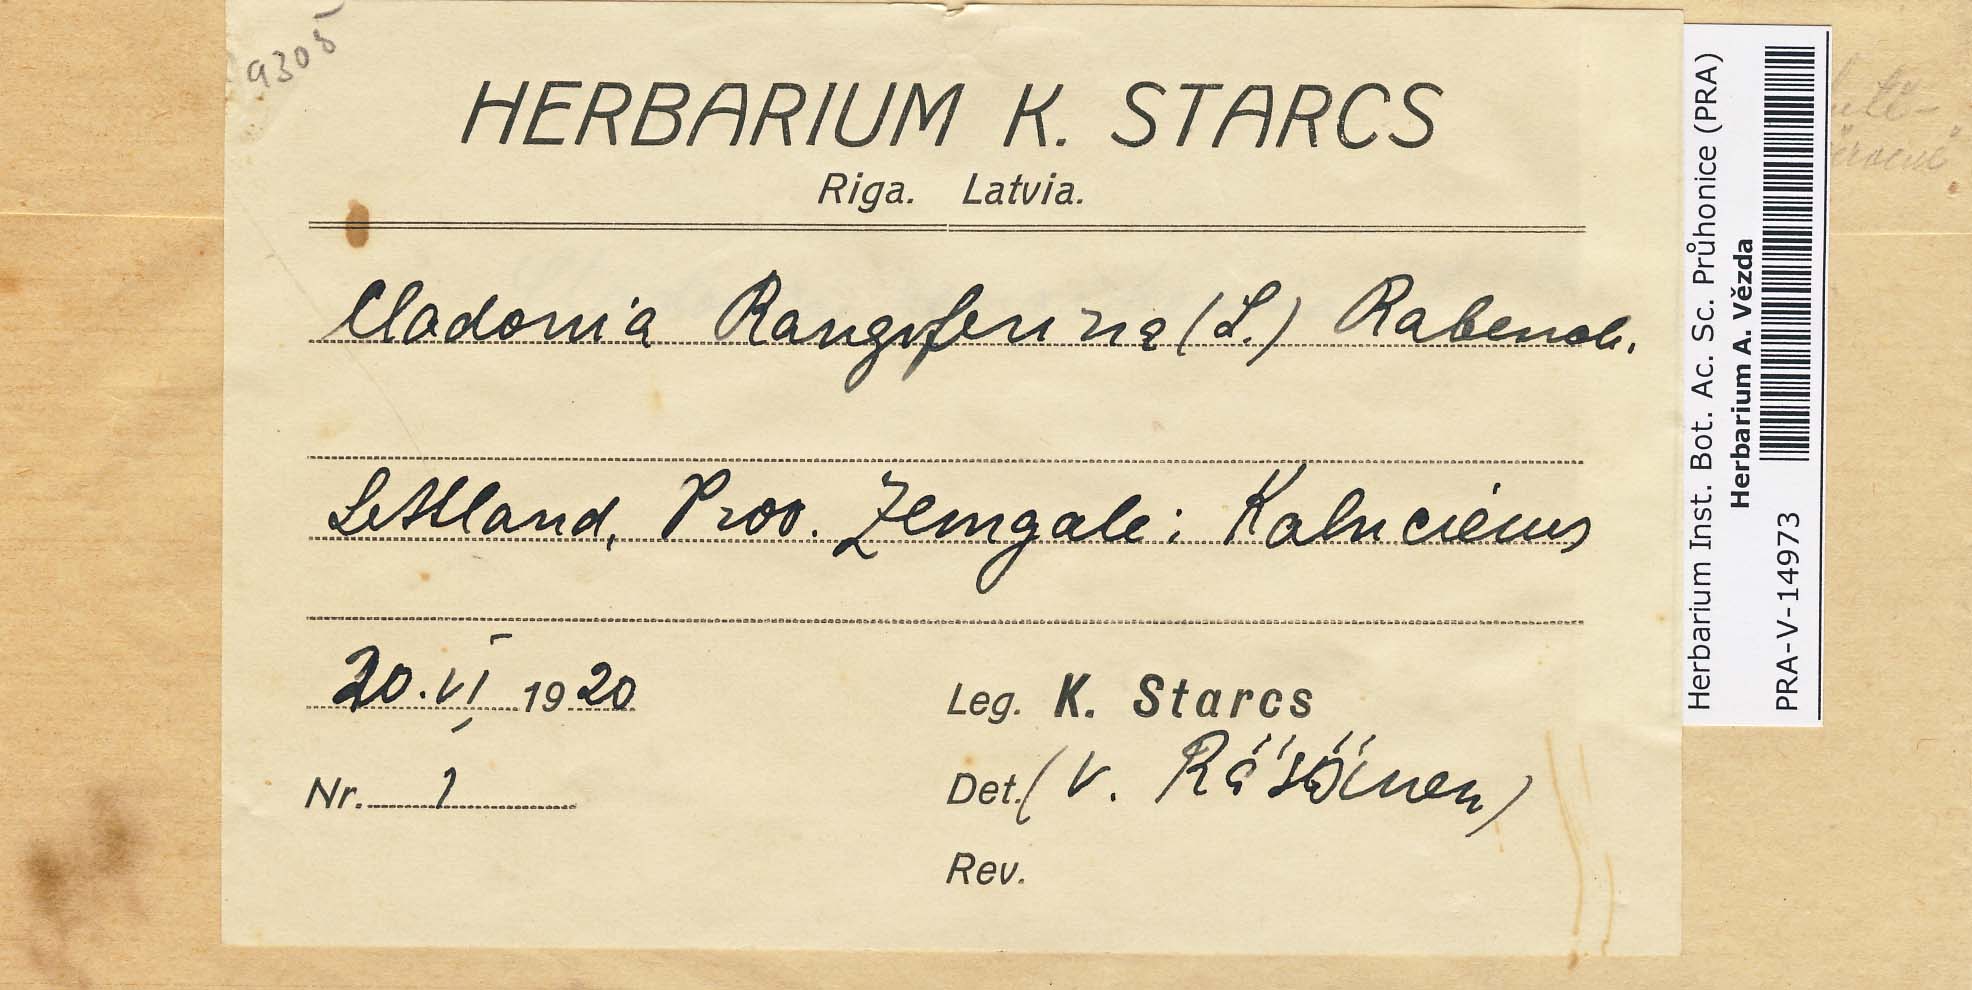 9305
HERBARIUM K. STARCS
Riga. Latvia.
Cladonia Rangiferina (L.) Rabenh.
Lettland, Prov. Zemgale: Kalnciems
20. VI 1920
Leg. K. Starcs
Nr. 1
Det. (V. Räsänen)
Rev.
Herbarium Inst. Bot. Ac. Sc. Průhonice (PRA)
Herbarium A. Vězda
PRA-V-14973